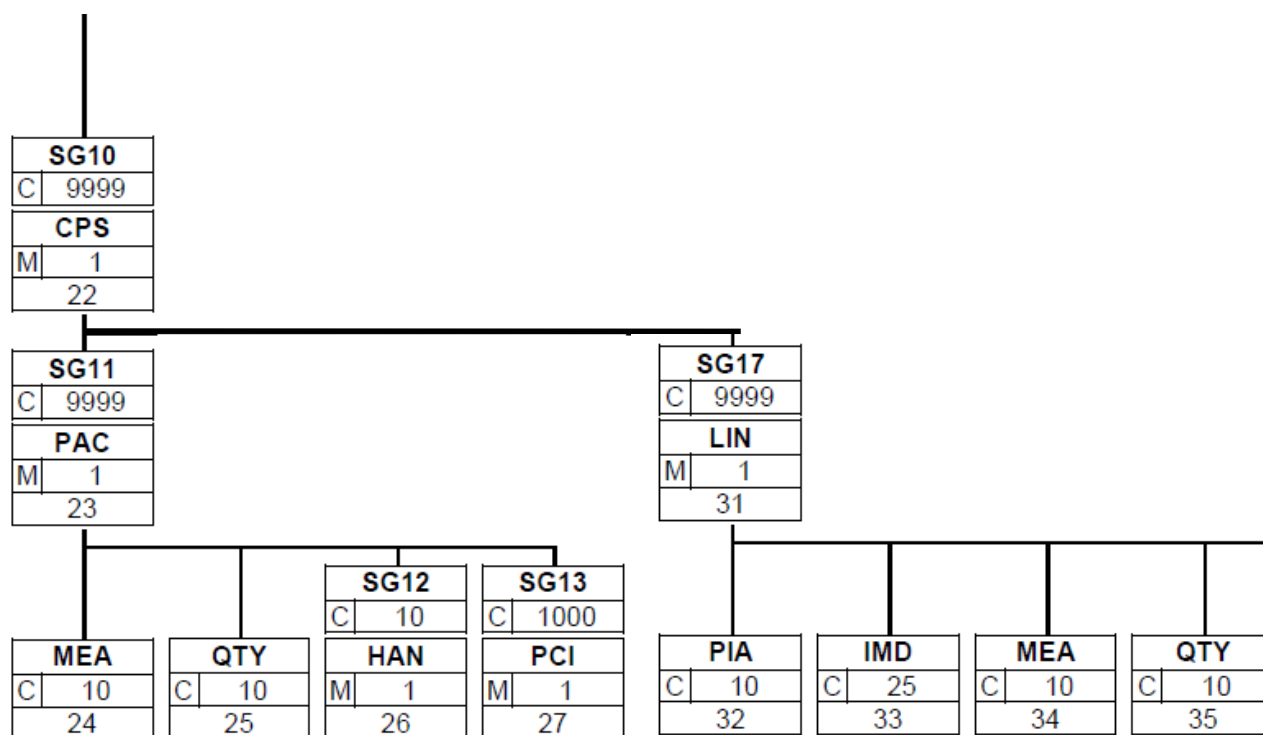 SG10
C 9999
CPS
M 1
22
SG11
C 9999
PAC
M 1
23
SG17
C 9999
LIN
M 1
31
MEA
C 10
24
QTY
C 10
25
SG12
C 10
HAN
M 1
26
SG13
C 1000
PCI
M 1
27
PIA
C 10
32
IMD
C 25
33
MEA
C 10
34
QTY
C 10
35